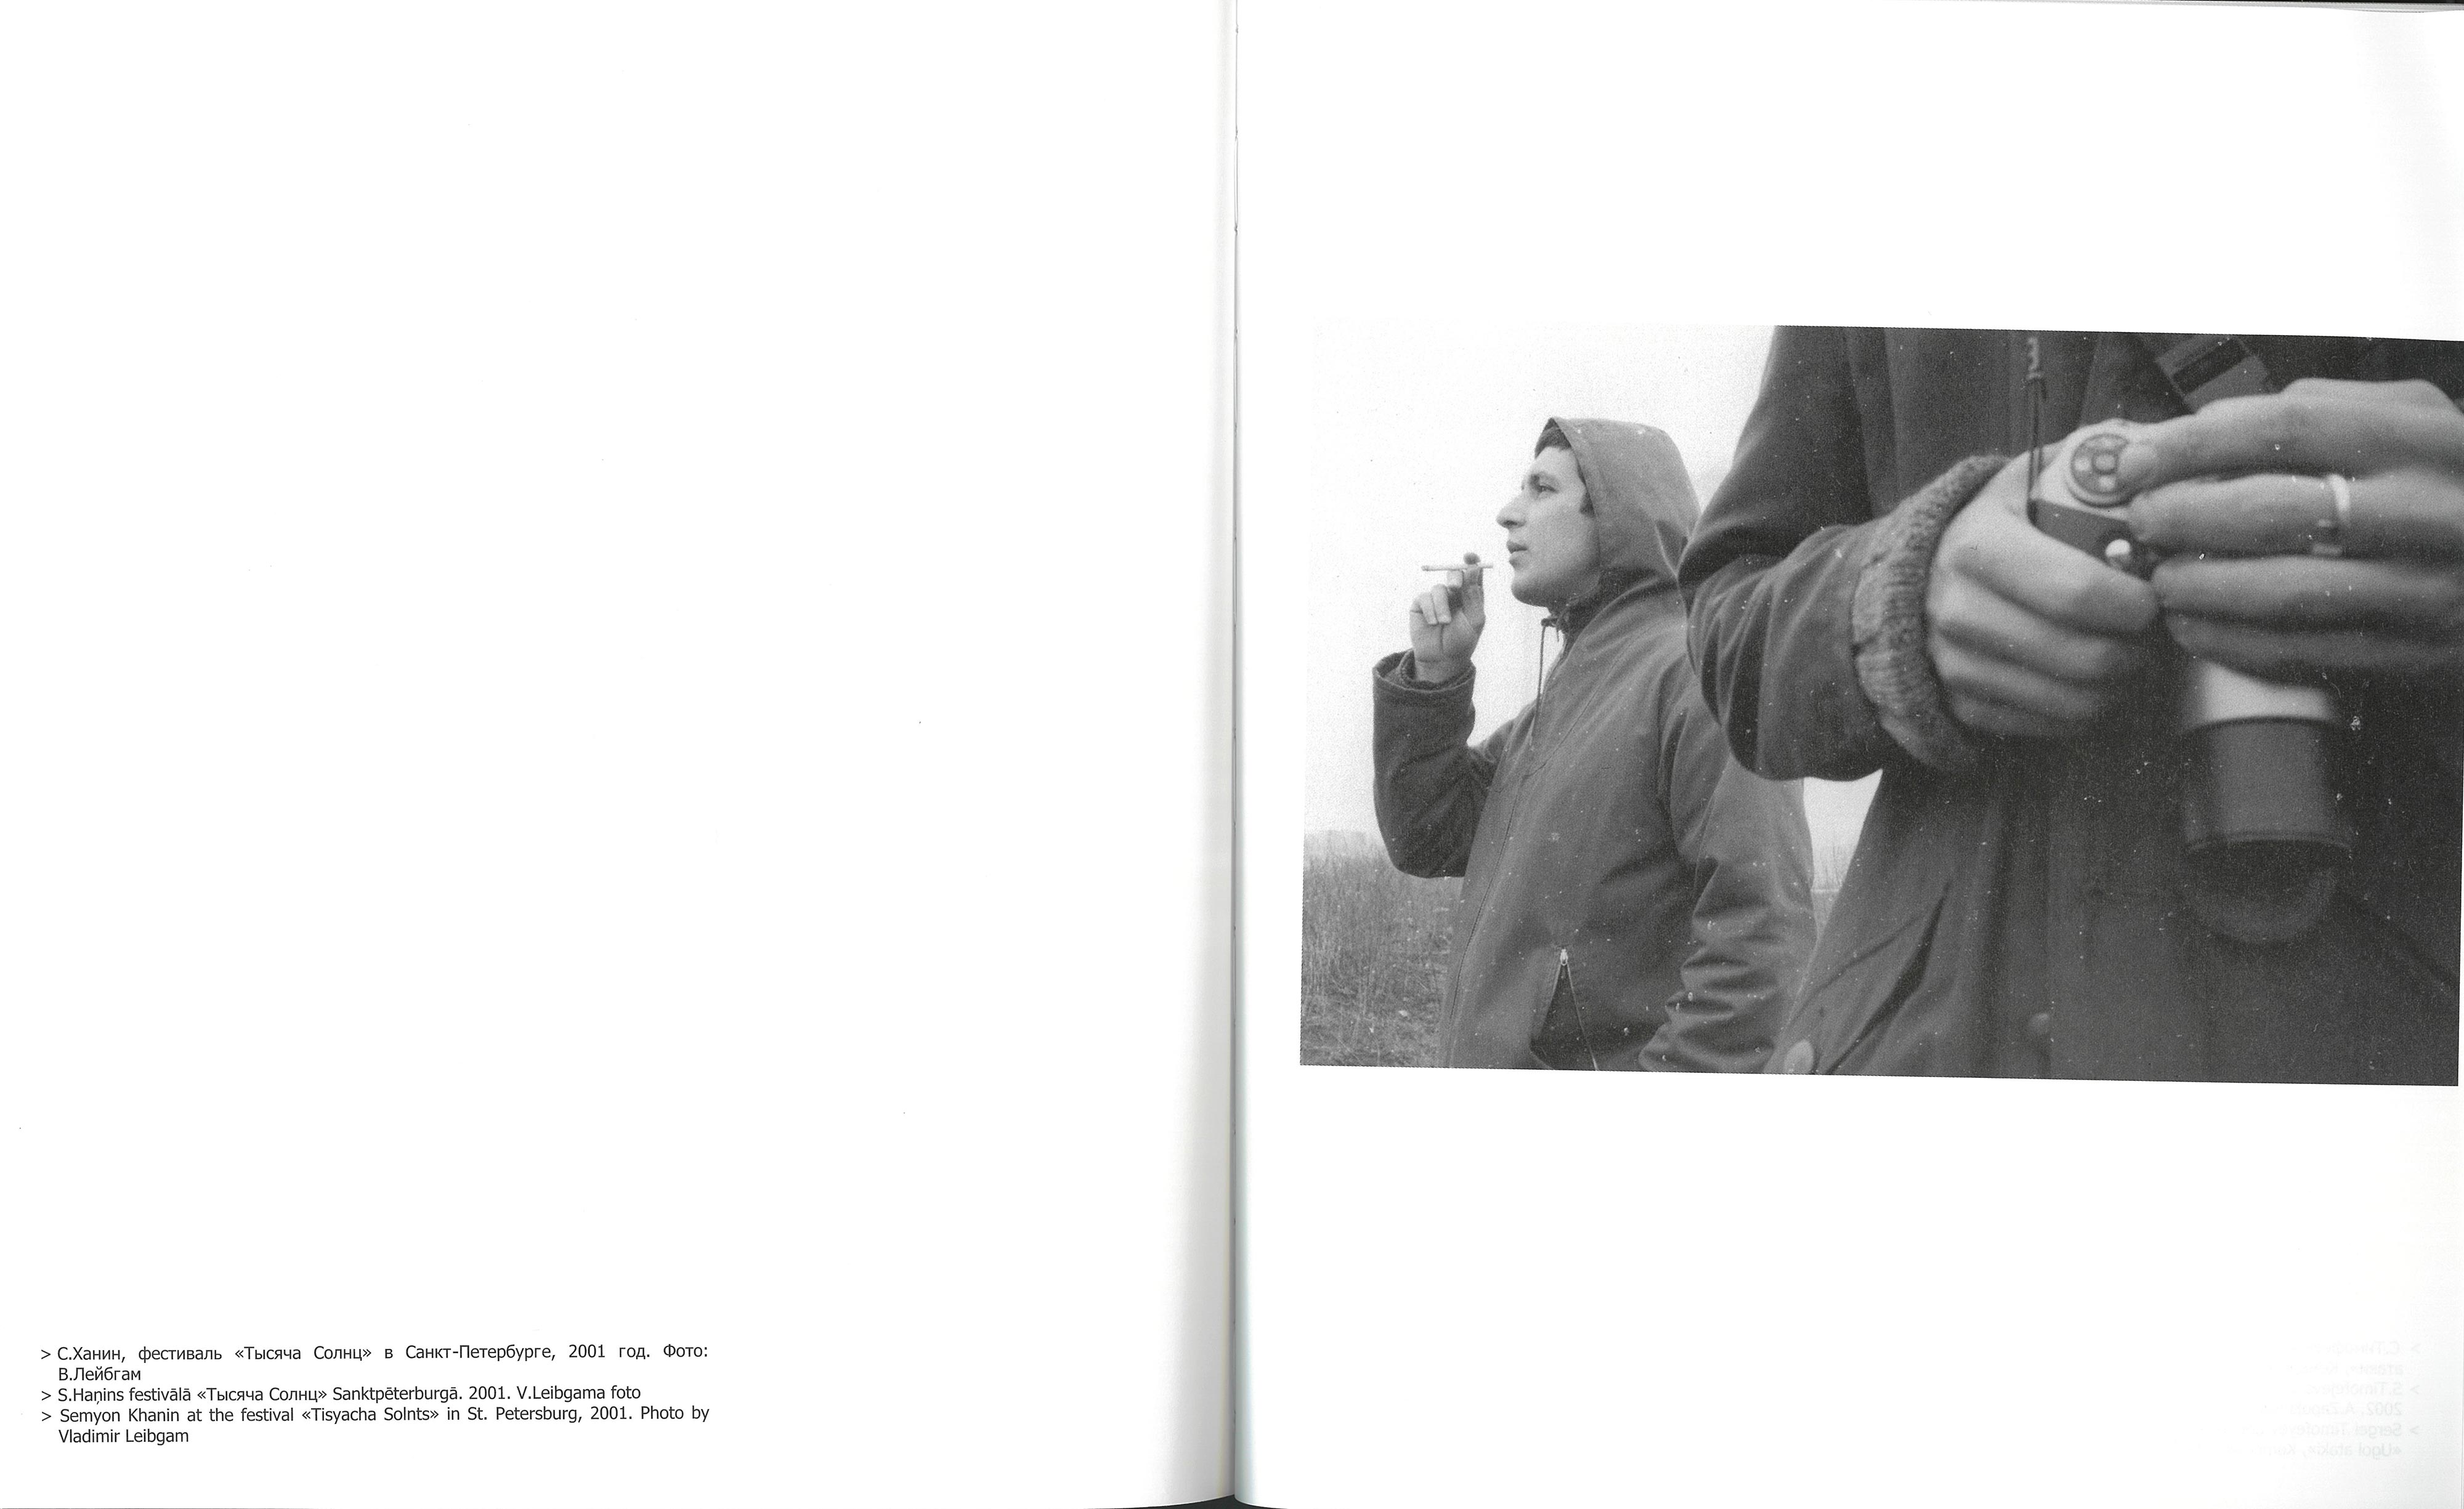 > С.Ханин, фестиваль «Тысяча Солнц» в Санкт-Петербурге, 2001 год. Фото:
В.Лейбгам
> S.Haņins festivālā «Тысяча Солнц» Sanktpēterburgā. 2001. V.Leibgama foto
> Semyon Khanin at the festival «Tisyacha Solnts» in St. Petersburg, 2001. Photo by
Vladimir Leibgam